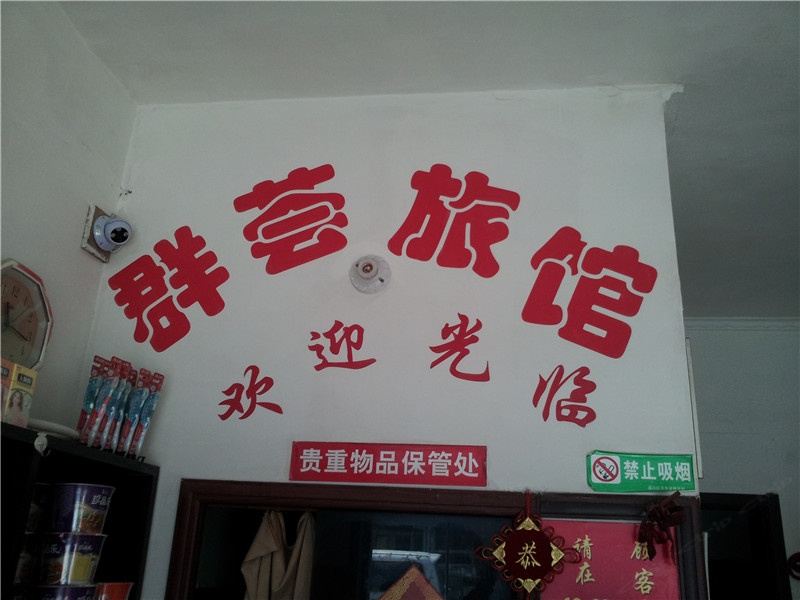 群荟旅馆
欢迎光临
贵重物品保管处
禁止吸烟
恭
请在
顾客